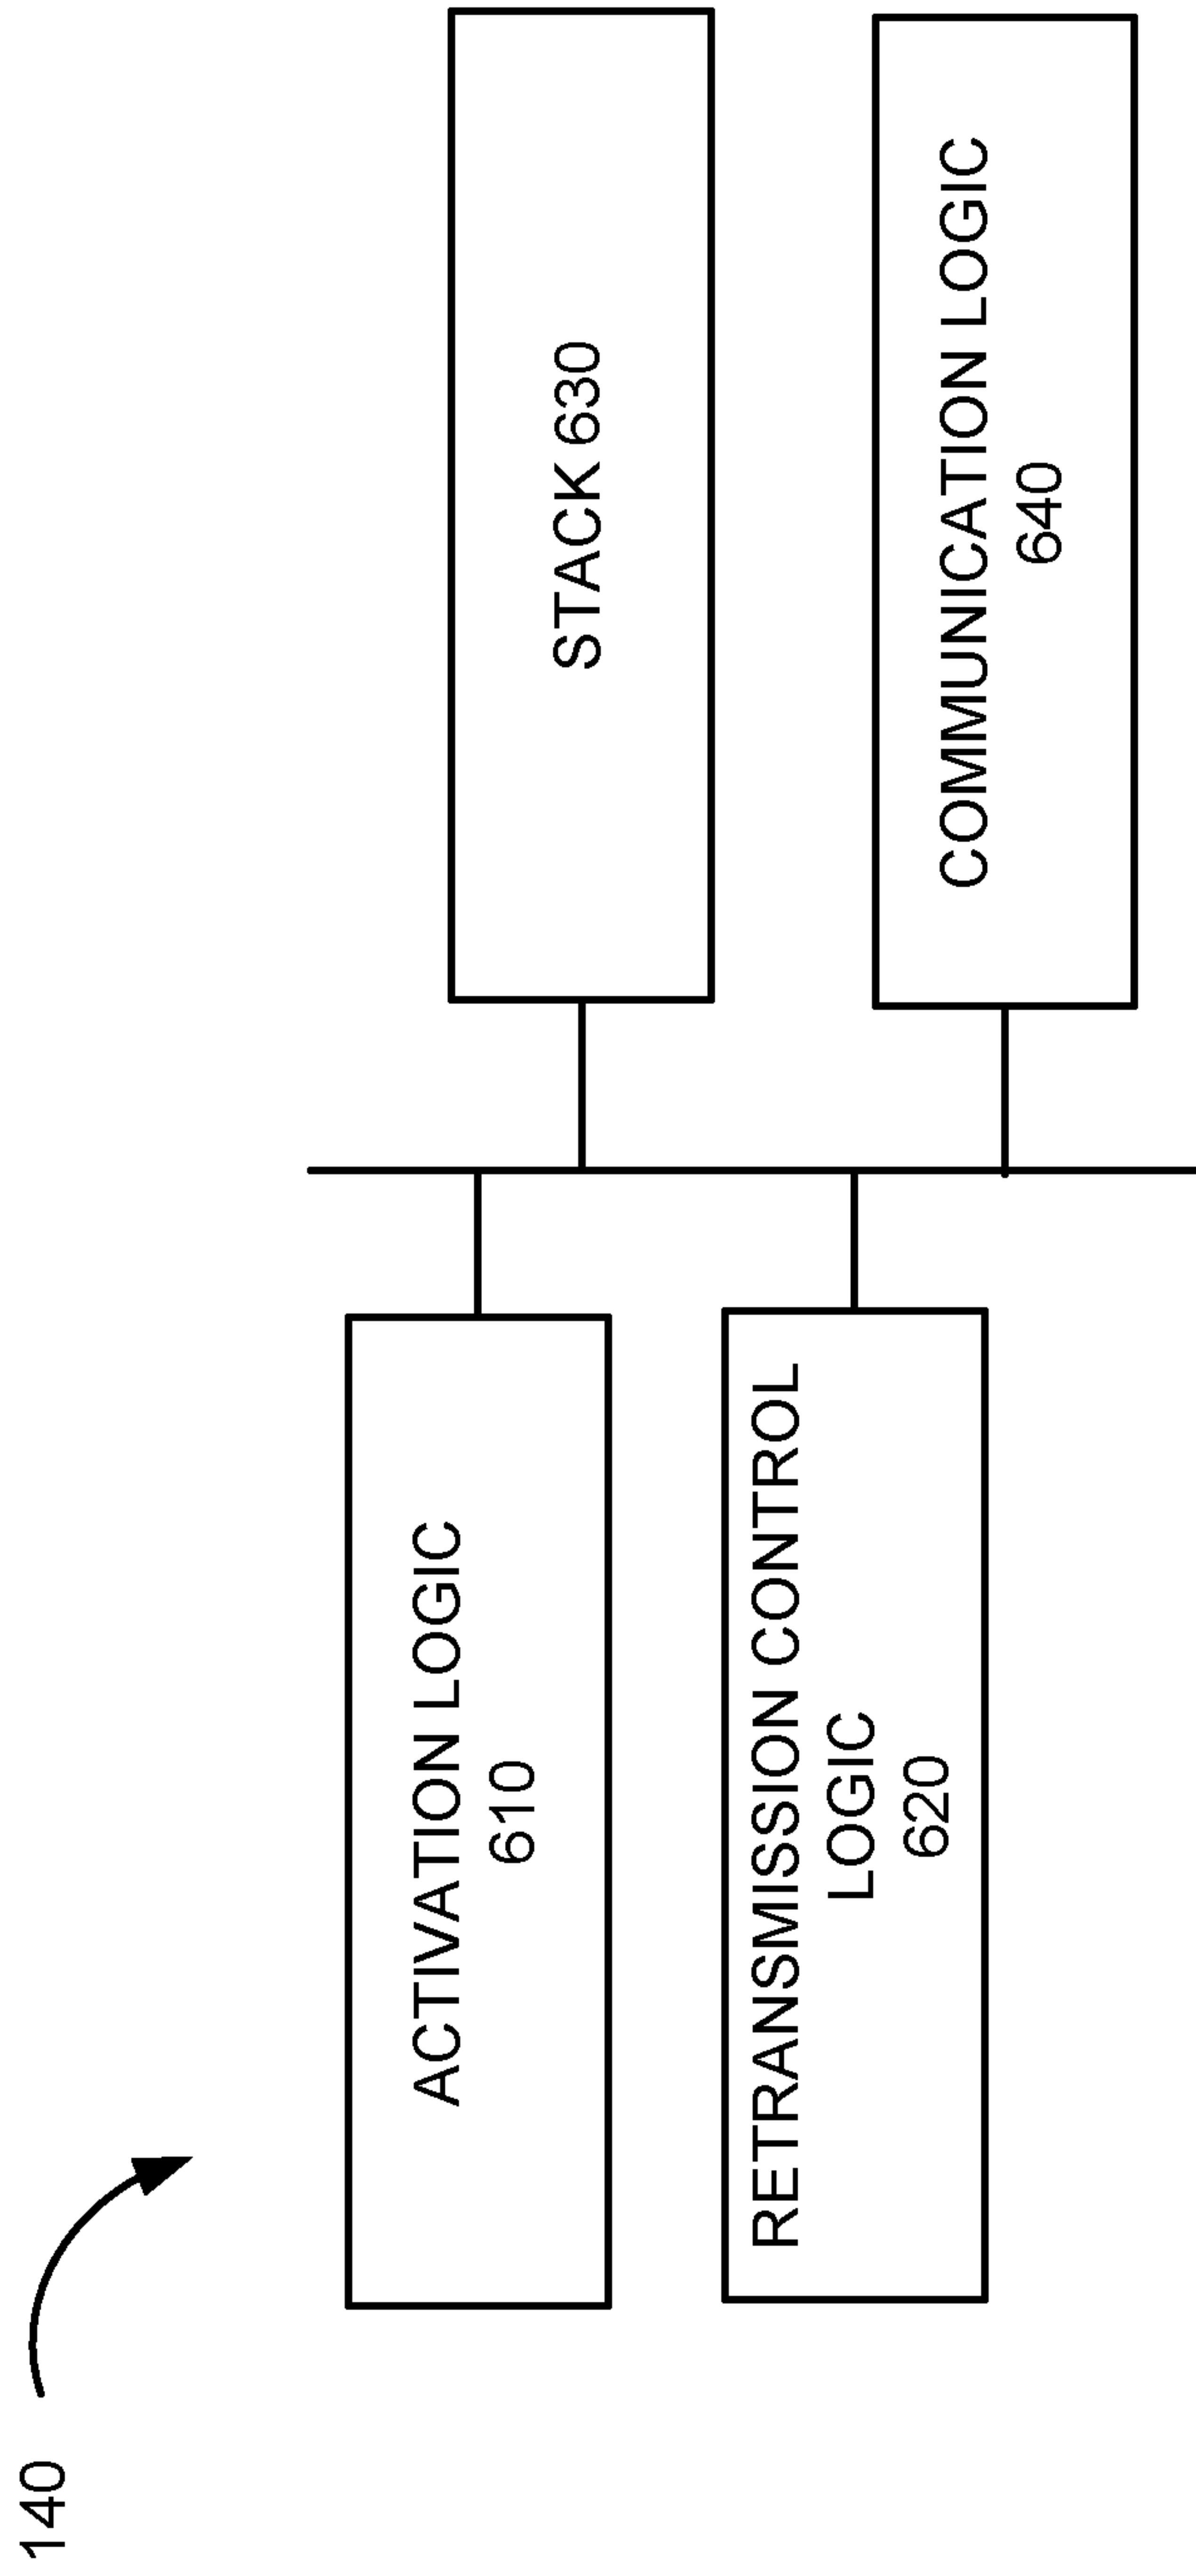 140
ACTIVATION LOGIC
610
RETRANSMISSION CONTROL
LOGIC
620
STACK 630
COMMUNICATION LOGIC
640